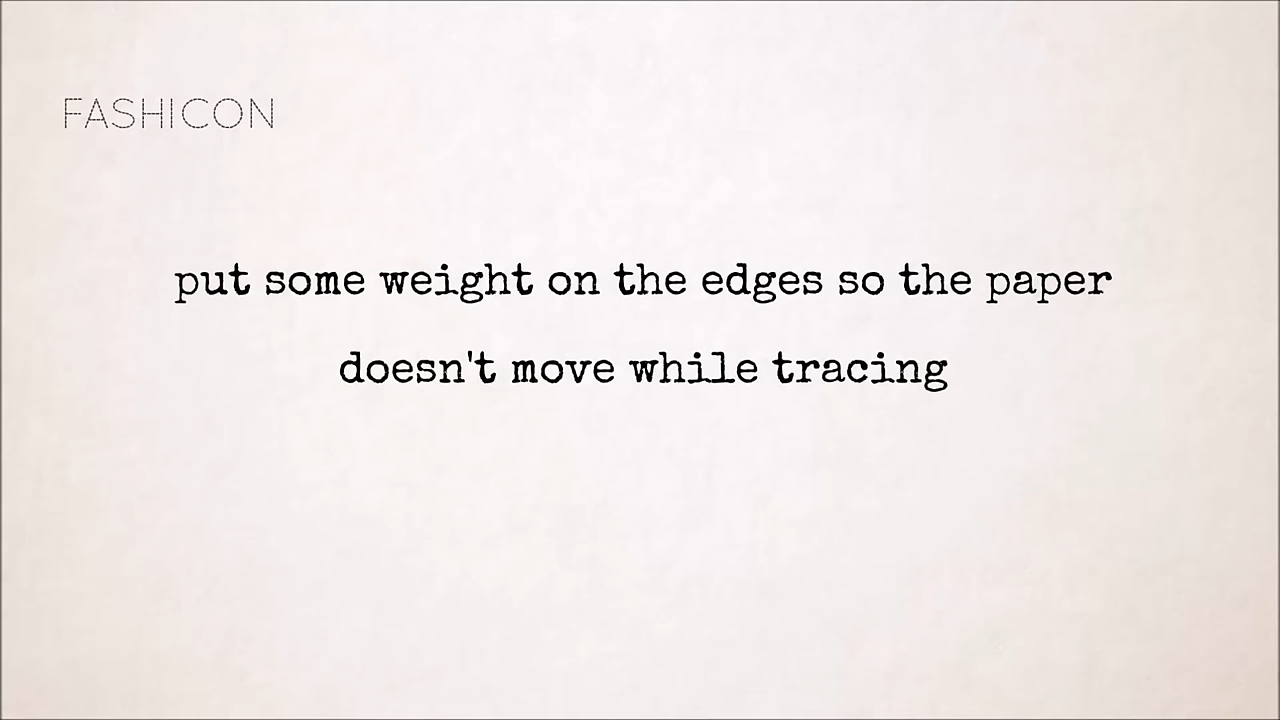 FASHICON
put some weight on the edges so the paper
doesn't move while tracing